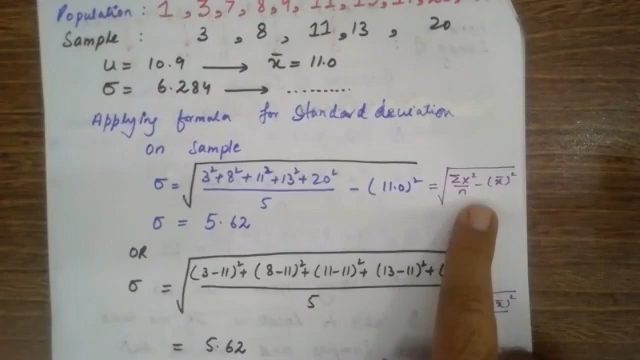 Population : 1 , 3 , 7 , 8 , 9 , 11 , 13 ,
Sample : 3 , 8 , 11 , 13 , 20
u = 10.9 → x̄ = 11.0
σ = 6.284 → ..........
Applying formula for Standard deviation
on sample
σ = √((3²+8²+11²+13²+20²)/5 - (11.0)²) = √(Σx²/n - (x̄)²)
σ = 5.62
OR
σ = √(((3-11)²+(8-11)²+(11-11)²+(13-11)²+(/5) x̄)²
= 5.62